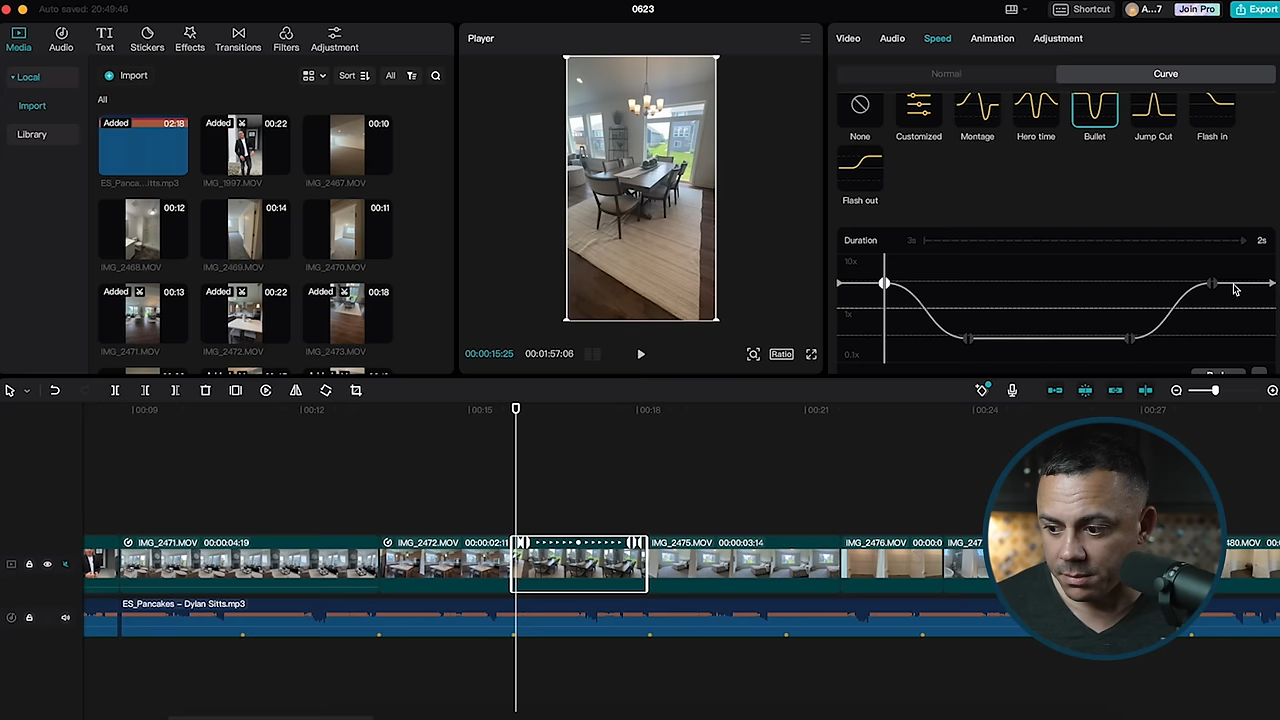 Auto saved: 20:49:46
0623
Shortcut
A...7
Join Pro
Export
Media
Audio
Text
Stickers
Effects
Transitions
Filters
Adjustment
Local
Import
Library
Import
Sort
All
All
Added
02:18
ES_Panca...itts.mp3
Added
00:22
IMG_1997.MOV
00:10
IMG_2467.MOV
00:12
IMG_2468.MOV
00:14
IMG_2469.MOV
00:11
IMG_2470.MOV
Added
00:13
IMG_2471.MOV
Added
00:22
IMG_2472.MOV
Added
00:18
IMG_2473.MOV
Player
00:00:15:25
00:01:57:06
Ratio
Video
Audio
Speed
Animation
Adjustment
Normal
Curve
None
Customized
Montage
Hero time
Bullet
Jump Cut
Flash in
Flash out
Duration
3s
2s
10x
1x
0.1x
00:09
00:12
00:15
00:18
00:21
00:24
00:27
IMG_2471.MOV 00:00:04:19
IMG_2472.MOV 00:00:02:11
IMG_2475.MOV 00:00:03:14
IMG_2476.MOV 00:00:0
IMG_247
480.MOV 00:0
ES_Pancakes – Dylan Sitts.mp3